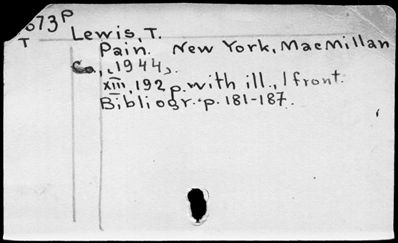 673P
T Lewis, T.
Pain. New York, MacMillan
Co., 1944.
XIII, 192 p. with ill., 1 front.
Bibliogr. p. 181-187.